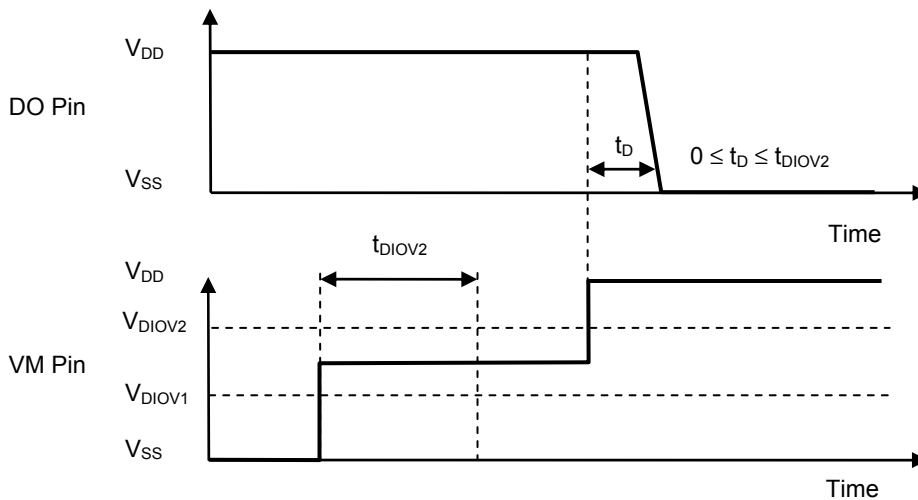 V_DD
DO Pin
V_SS
t_D
0 ≤ t_D ≤ t_DIOV2
Time
t_DIOV2
V_DD
V_DIOV2
VM Pin
V_DIOV1
V_SS
Time